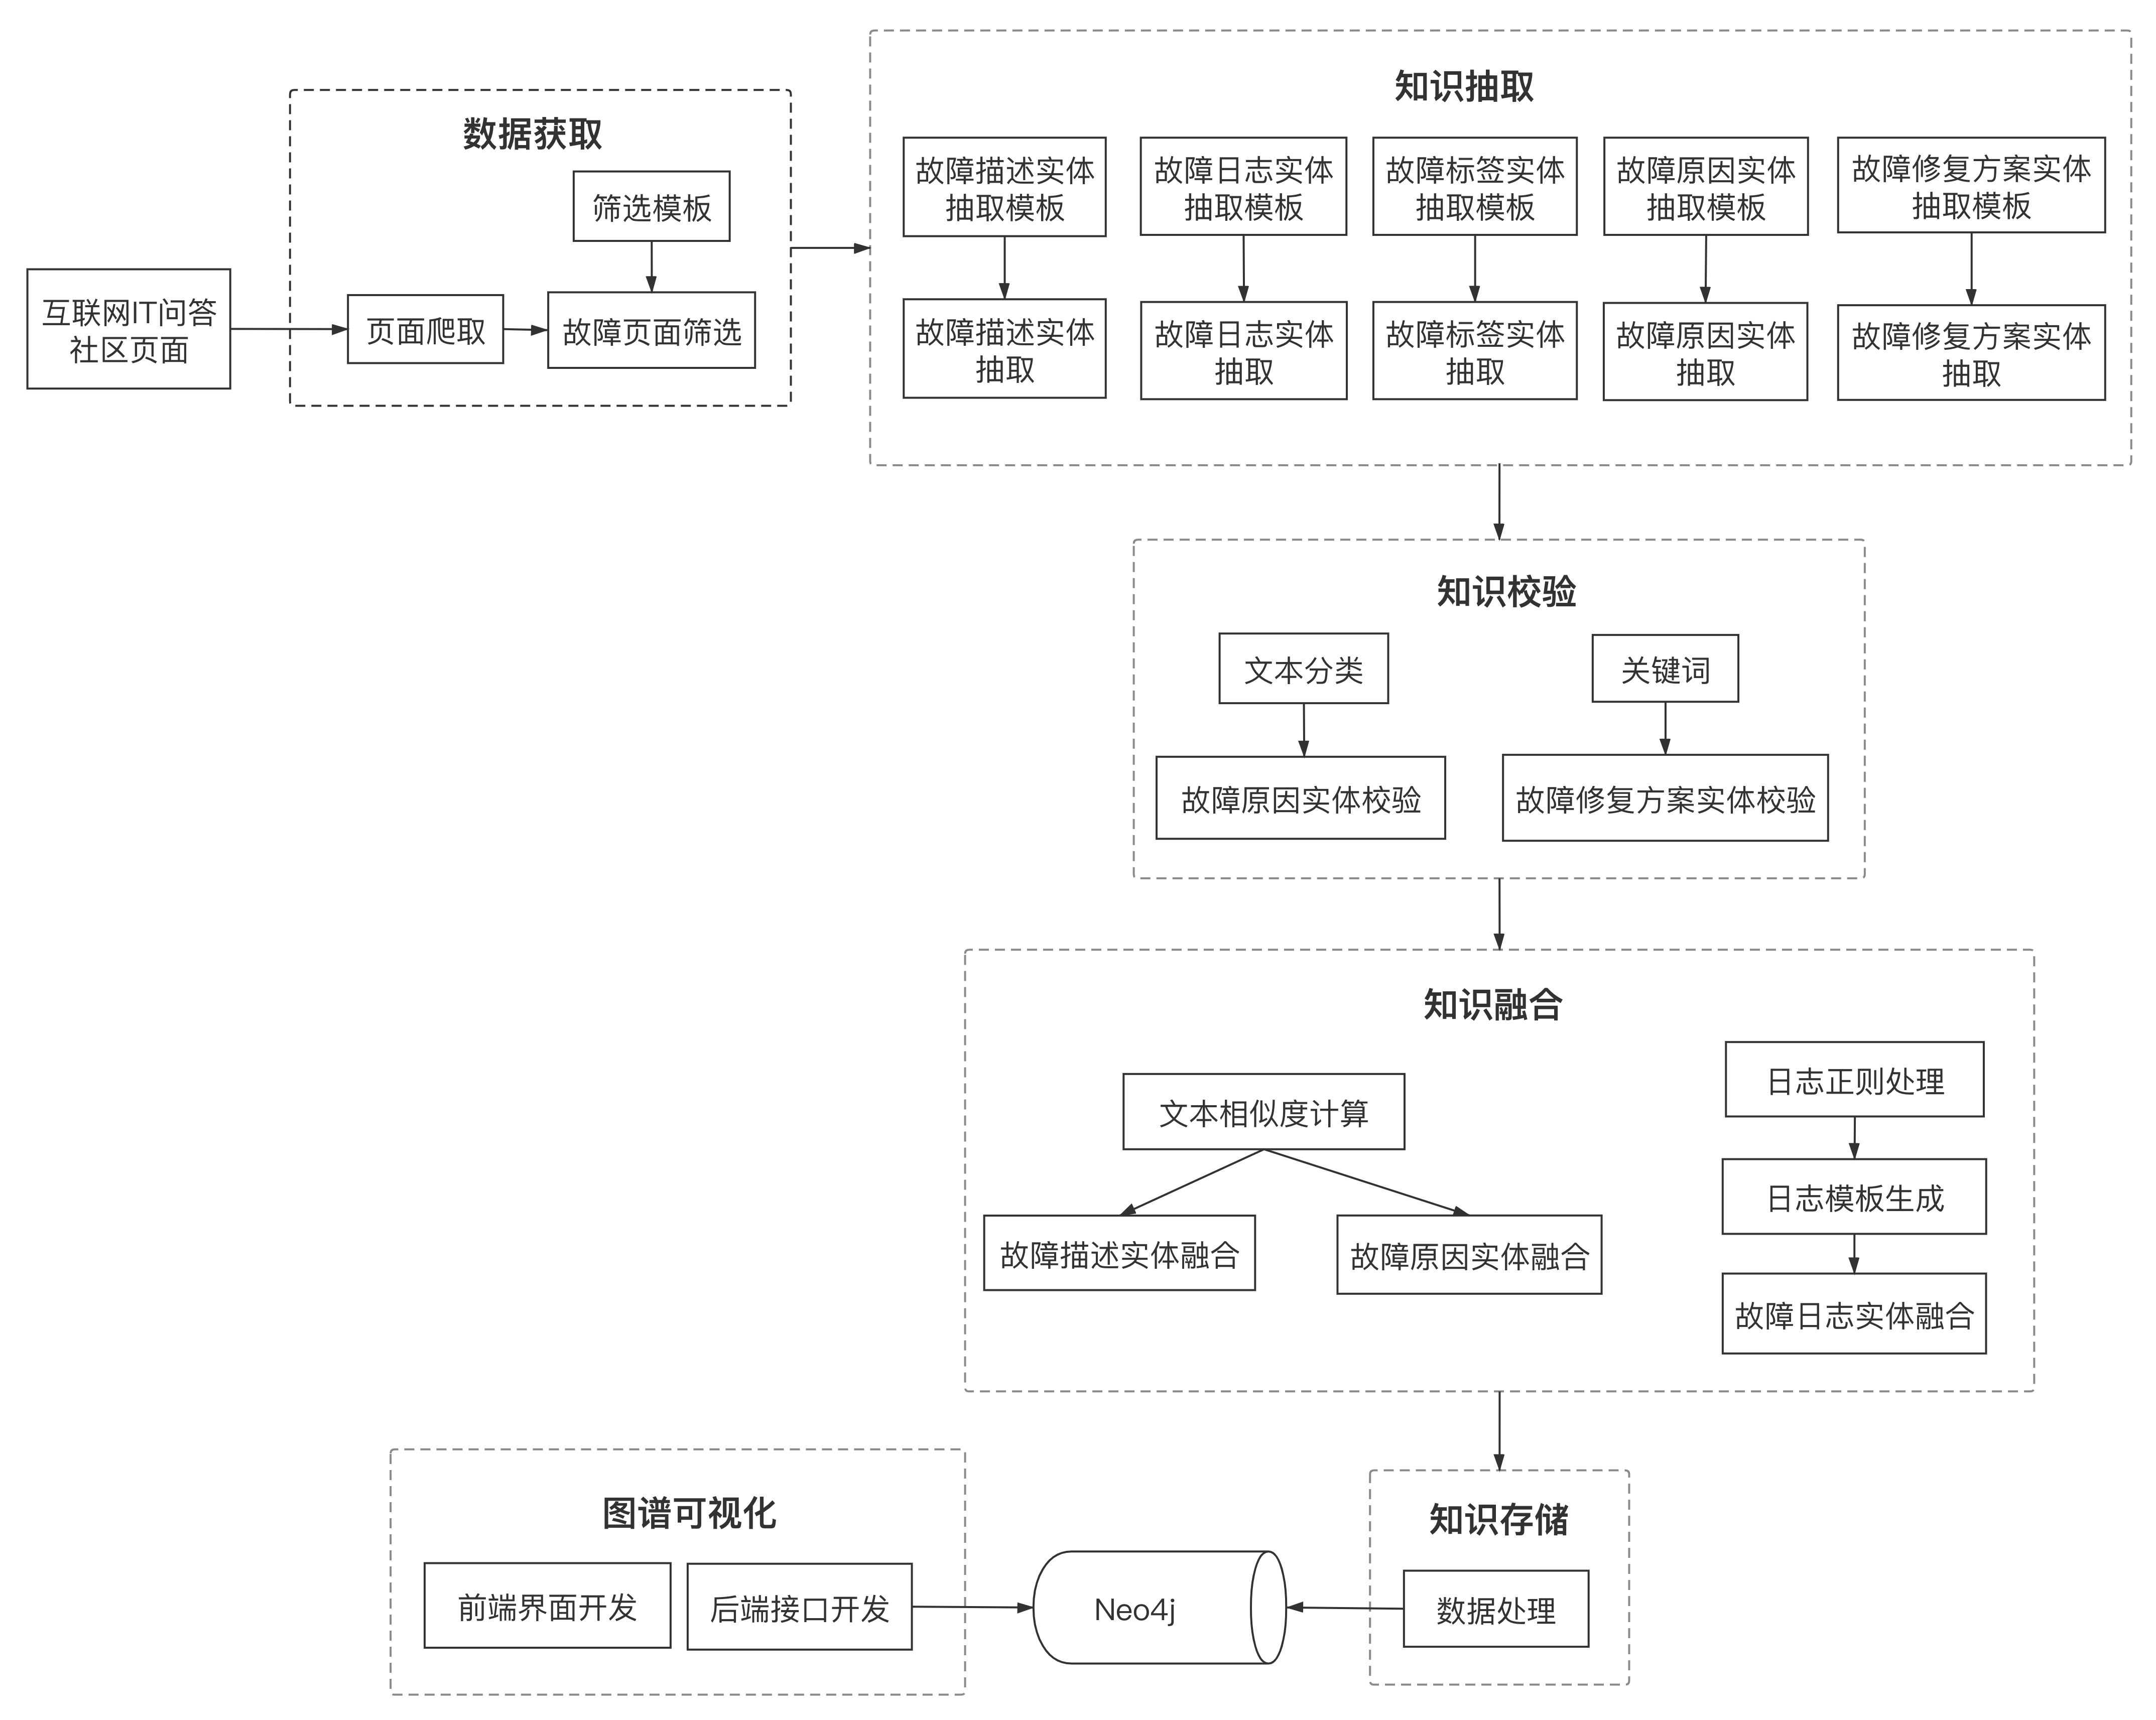 互联网IT问答
社区页面
数据获取
筛选模板
页面爬取
故障页面筛选
知识抽取
故障描述实体
抽取模板
故障日志实体
抽取模板
故障标签实体
抽取模板
故障原因实体
抽取模板
故障修复方案实体
抽取模板
故障描述实体
抽取
故障日志实体
抽取
故障标签实体
抽取
故障原因实体
抽取
故障修复方案实体
抽取
知识校验
文本分类
关键词
故障原因实体校验
故障修复方案实体校验
知识融合
文本相似度计算
故障描述实体融合
故障原因实体融合
日志正则处理
日志模板生成
故障日志实体融合
知识存储
数据处理
Neo4j
图谱可视化
前端界面开发
后端接口开发